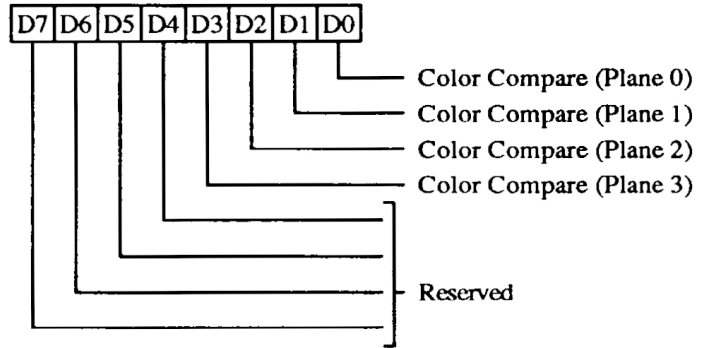 D7 D6 D5 D4 D3 D2 D1 D0
Color Compare (Plane 0)
Color Compare (Plane 1)
Color Compare (Plane 2)
Color Compare (Plane 3)
Reserved